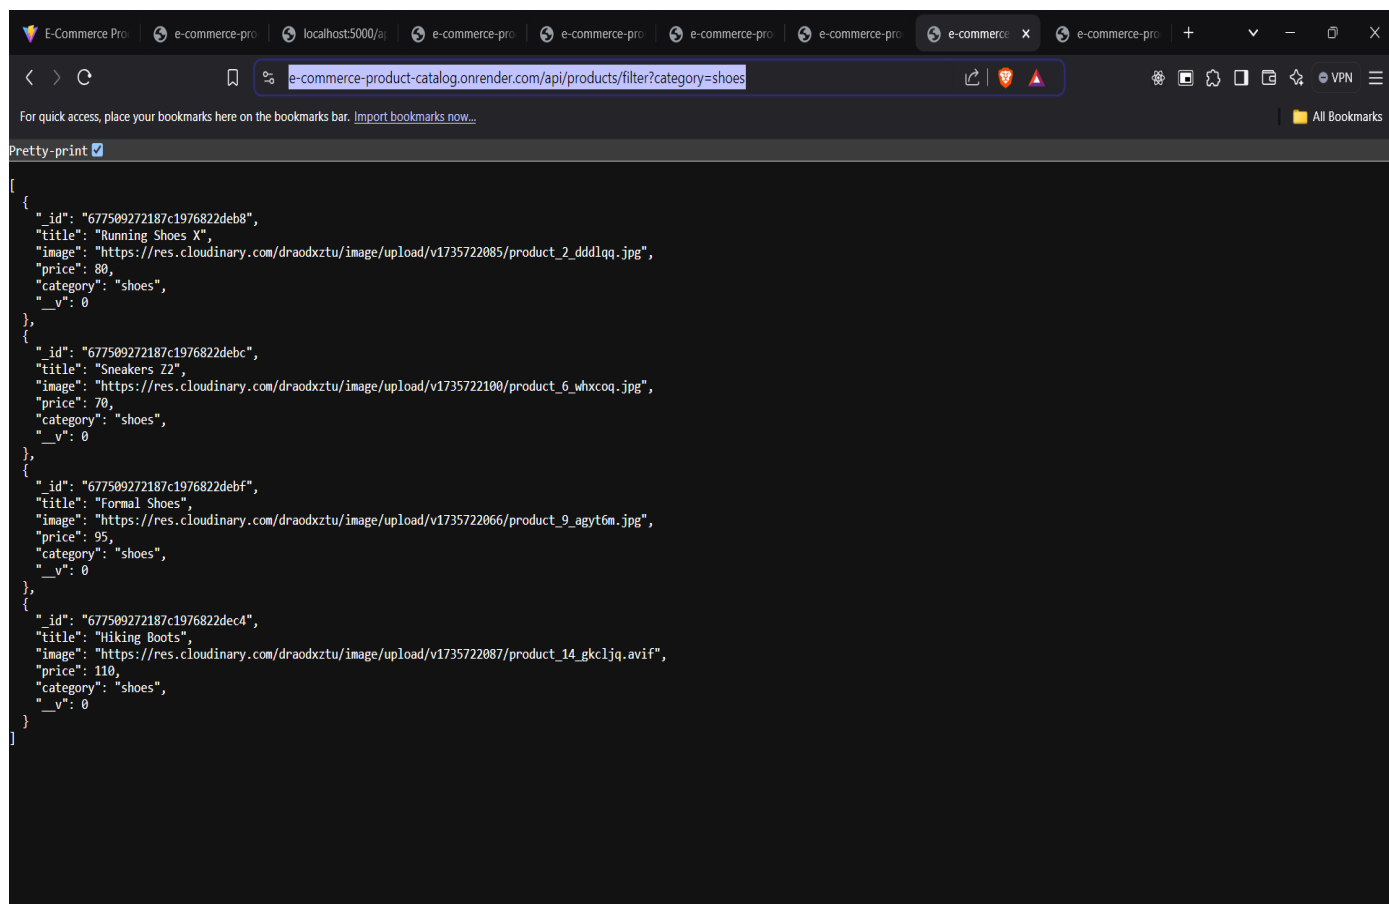 E-Commerce Pro
e-commerce-pro
localhost:5000/a
e-commerce-pro
e-commerce-pro
e-commerce-pro
e-commerce-pro
e-commerce
e-commerce-pro
e-commerce-product-catalog.onrender.com/api/products/filter?category=shoes
VPN
For quick access, place your bookmarks here on the bookmarks bar. Import bookmarks now...
All Bookmarks
Pretty-print
[
{
"_id": "677509272187c1976822deb8",
"title": "Running Shoes X",
"image": "https://res.cloudinary.com/draodxztu/image/upload/v1735722085/product_2_dddlqq.jpg",
"price": 80,
"category": "shoes",
"__v": 0
},
{
"_id": "677509272187c1976822debc",
"title": "Sneakers Z2",
"image": "https://res.cloudinary.com/draodxztu/image/upload/v1735722100/product_6_whxcoq.jpg",
"price": 70,
"category": "shoes",
"__v": 0
},
{
"_id": "677509272187c1976822debf",
"title": "Formal Shoes",
"image": "https://res.cloudinary.com/draodxztu/image/upload/v1735722066/product_9_agyt6m.jpg",
"price": 95,
"category": "shoes",
"__v": 0
},
{
"_id": "677509272187c1976822dec4",
"title": "Hiking Boots",
"image": "https://res.cloudinary.com/draodxztu/image/upload/v1735722087/product_14_gkcljq.avif",
"price": 110,
"category": "shoes",
"__v": 0
}
]